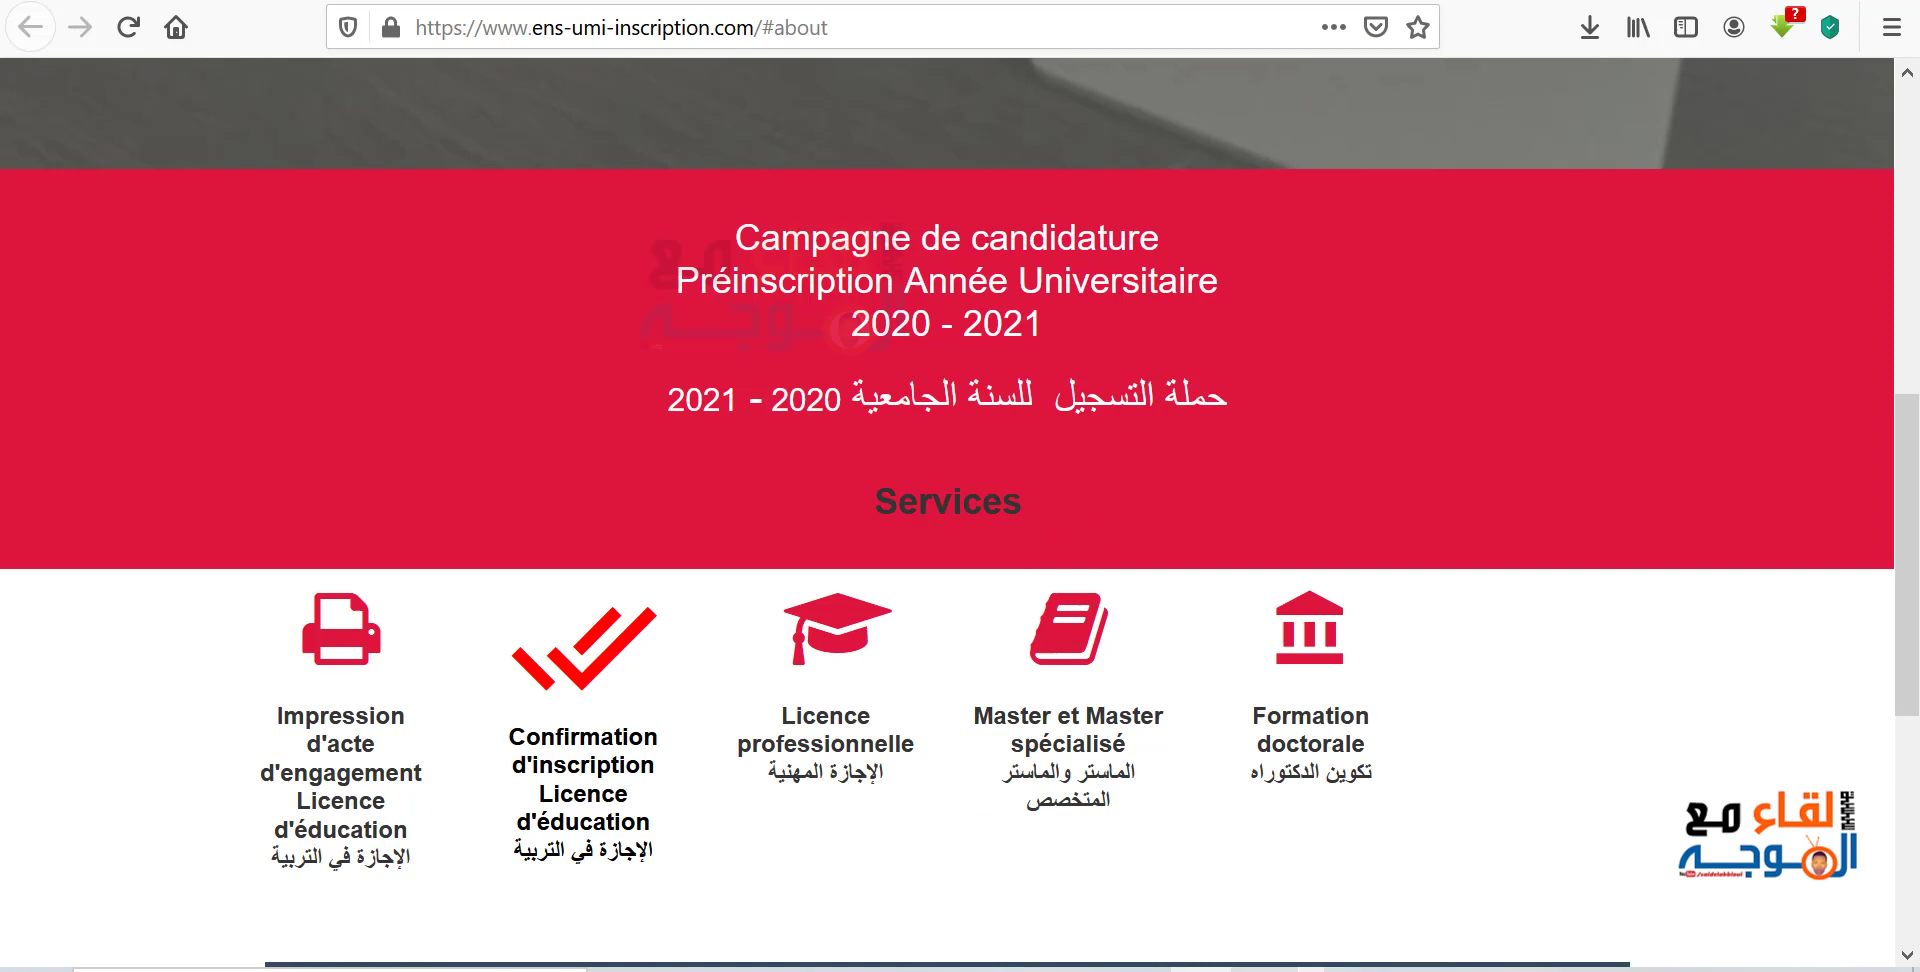 https://www.ens-umi-inscription.com/#about
?
Campagne de candidature
Préinscription Année Universitaire
2020 - 2021
حملة التسجيل للسنة الجامعية 2020 - 2021
Services
Impression
d'acte
d'engagement
Licence
d'éducation
الإجازة في التربية
Confirmation
d'inscription
Licence
d'éducation
الإجازة في التربية
Licence
professionnelle
الإجازة المهنية
Master et Master
spécialisé
الماستر والماستر
المتخصص
Formation
doctorale
تكوين الدكتوراه
لقاء مع
الموجه